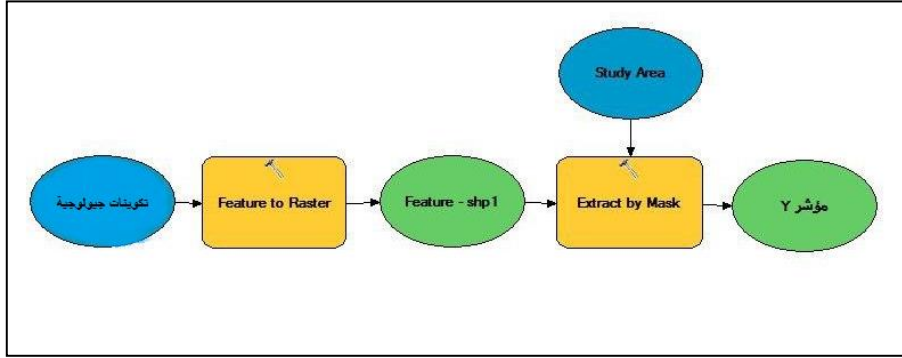 Study Area
تكوينات جيولوجية
Feature to Raster
Feature - shp1
Extract by Mask
مؤشر Y